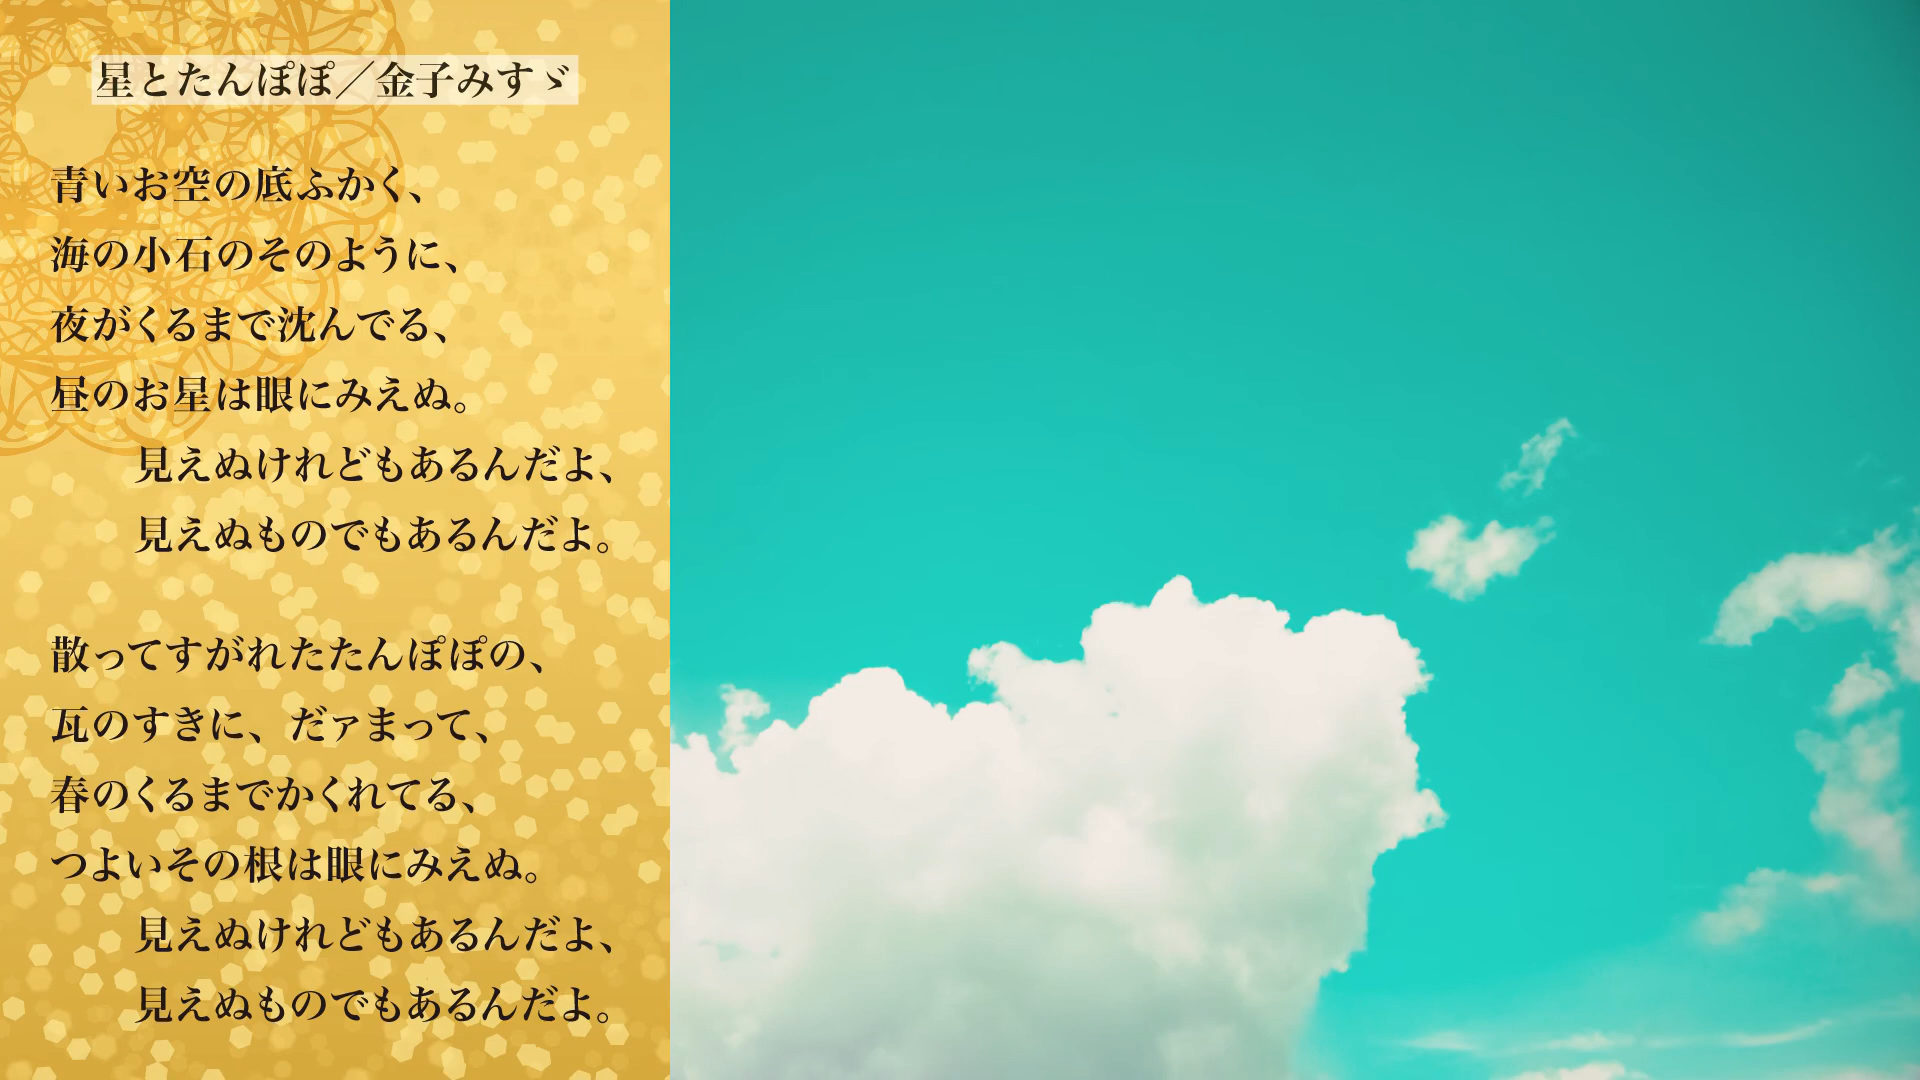 星とたんぽぽ／金子みすゞ
青いお空の底ふかく、
海の小石のそのように、
夜がくるまで沈んでる、
昼のお星は眼にみえぬ。
見えぬけれどもあるんだよ、
見えぬものでもあるんだよ。
散ってすがれたたんぽぽの、
瓦のすきに、だァまって、
春のくるまでかくれてる、
つよいその根は眼にみえぬ。
見えぬけれどもあるんだよ、
見えぬものでもあるんだよ。